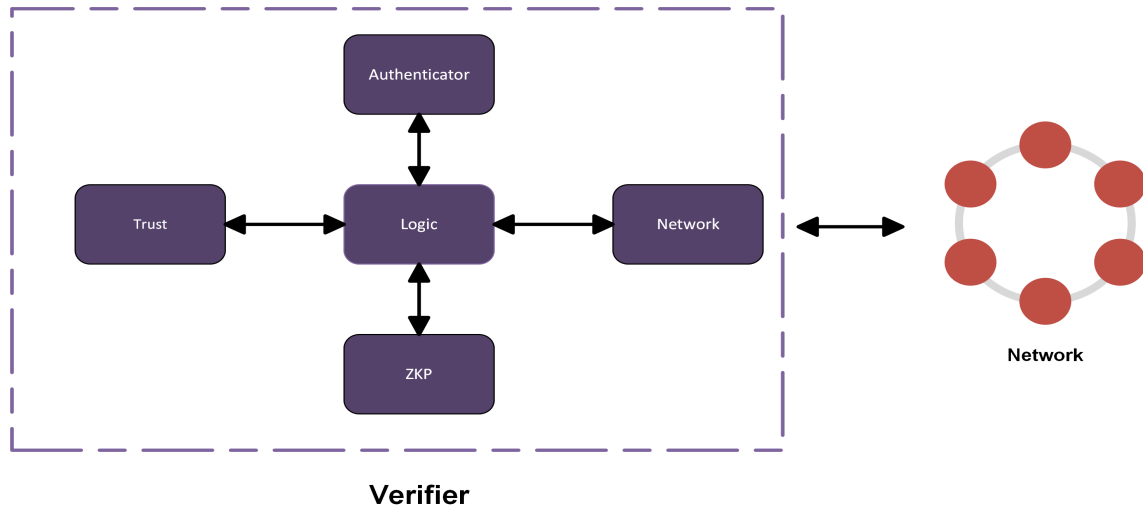 Authenticator
Trust
Logic
Network
ZKP
Network
Verifier